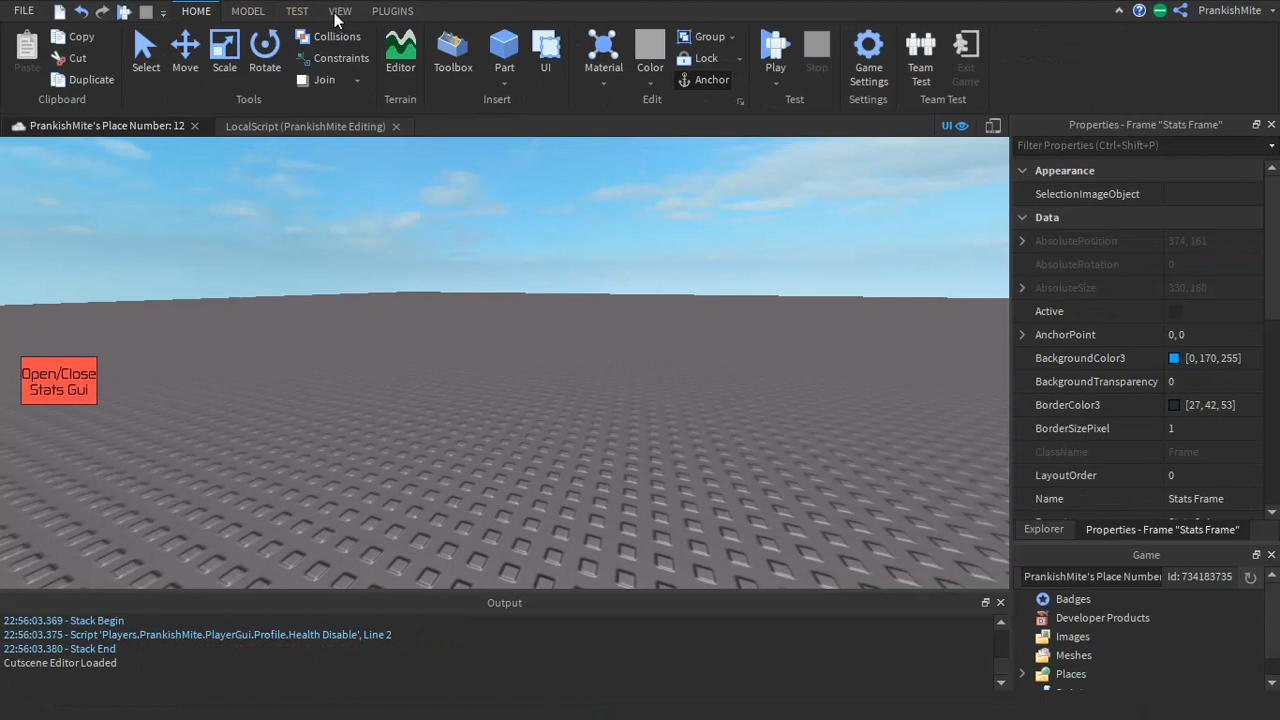 FILE
HOME
MODEL
TEST
VIEW
PLUGINS
PrankishMite
Paste
Copy
Cut
Duplicate
Clipboard
Select
Move
Scale
Rotate
Collisions
Constraints
Join
Tools
Editor
Terrain
Toolbox
Part
UI
Insert
Material
Color
Group
Lock
Anchor
Edit
Play
Stop
Test
Game
Settings
Settings
Team
Test
Exit
Game
Team Test
PrankishMite's Place Number: 12
LocalScript (PrankishMite Editing)
UI
Open/Close
Stats Gui
Properties - Frame "Stats Frame"
Filter Properties (Ctrl+Shift+P)
Appearance
SelectionImageObject
Data
AbsolutePosition 374, 161
AbsoluteRotation 0
AbsoluteSize 330, 160
Active
AnchorPoint 0, 0
BackgroundColor3 [0, 170, 255]
BackgroundTransparency 0
BorderColor3 [27, 42, 53]
BorderSizePixel 1
ClassName Frame
LayoutOrder 0
Name Stats Frame
Explorer
Properties - Frame "Stats Frame"
Game
PrankishMite's Place Number
Id: 734183735
Badges
Developer Products
Images
Meshes
Places
Output
22:56:03.369 - Stack Begin
22:56:03.375 - Script 'Players.PrankishMite.PlayerGui.Profile.Health Disable', Line 2
22:56:03.380 - Stack End
Cutscene Editor Loaded